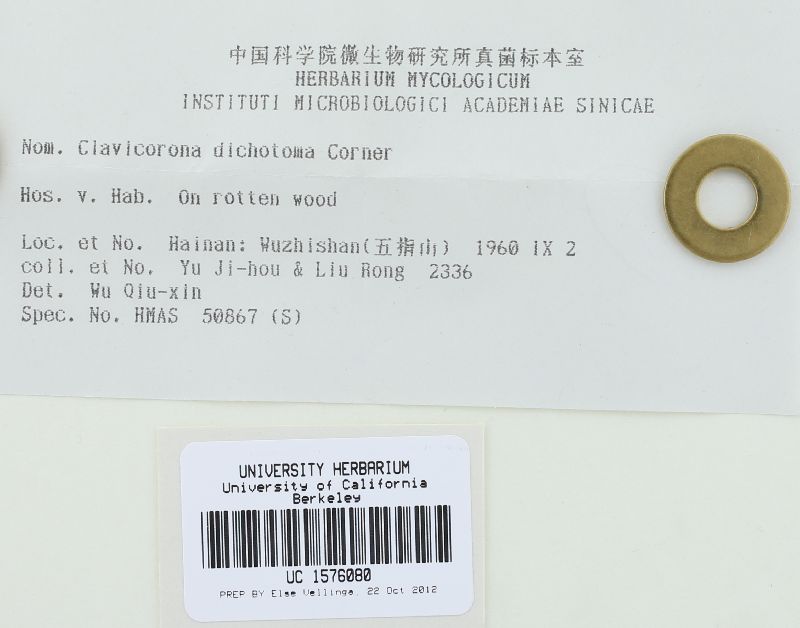 中国科学院微生物研究所真菌标本室
HERBARIUM MYCOLOGICUM
INSTITUTI MICROBIOLOGICI ACADEMIAE SINICAE
Nom. Clavicorona dichotoma Corner
Hos. v. Hab. On rotten wood
Loc. et No. Hainan: Wuzhishan(五指山) 1960 IX 2
coll. et No. Yu Ji-hou & Liu Rong 2336
Det. Wu Qiu-xin
Spec. No. HMAS 50867 (S)
UNIVERSITY HERBARIUM
University of California
Berkeley
UC 1576080
PREP BY Else Vellinga, 22 Oct 2012